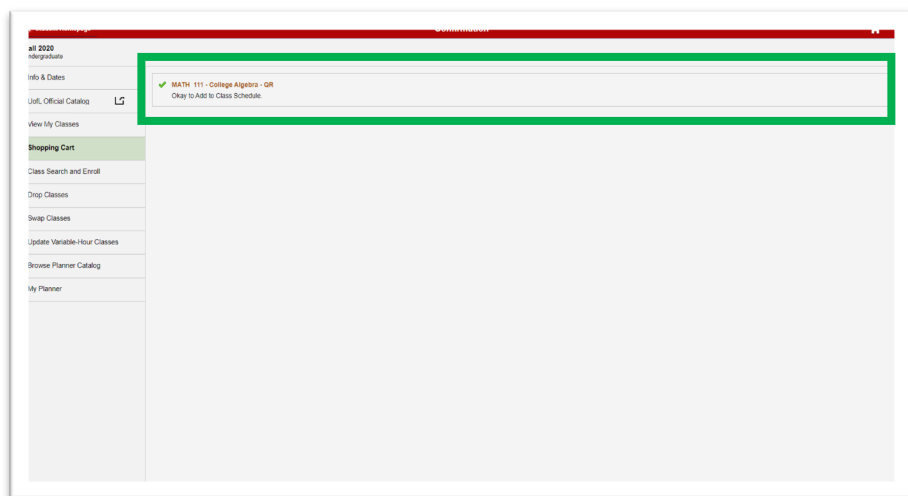 Confirmation
all 2020
ndergraduate
nfo & Dates
UofL Official Catalog
View My Classes
Shopping Cart
Class Search and Enroll
Drop Classes
Swap Classes
Update Variable-Hour Classes
Browse Planner Catalog
My Planner
MATH 111 - College Algebra - QR
Okay to Add to Class Schedule.